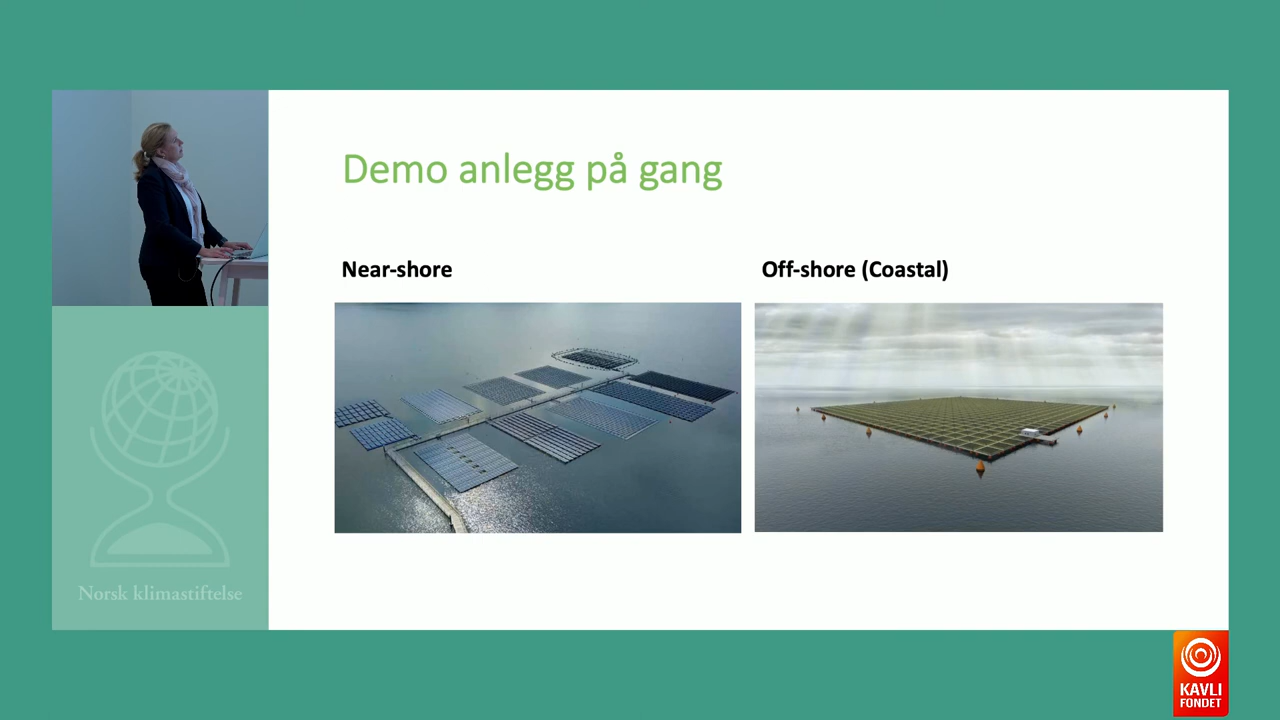 Demo anlegg på gang
Near-shore
Off-shore (Coastal)
Norsk klimastiftelse
KAVLI
FONDET